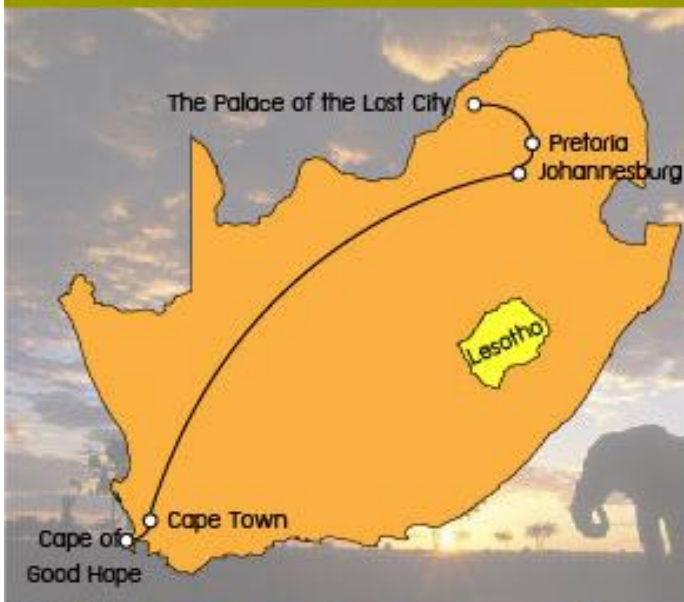 The Palace of the Lost City
Pretoria
Johannesburg
Lesotho
Cape Town
Cape of
Good Hope